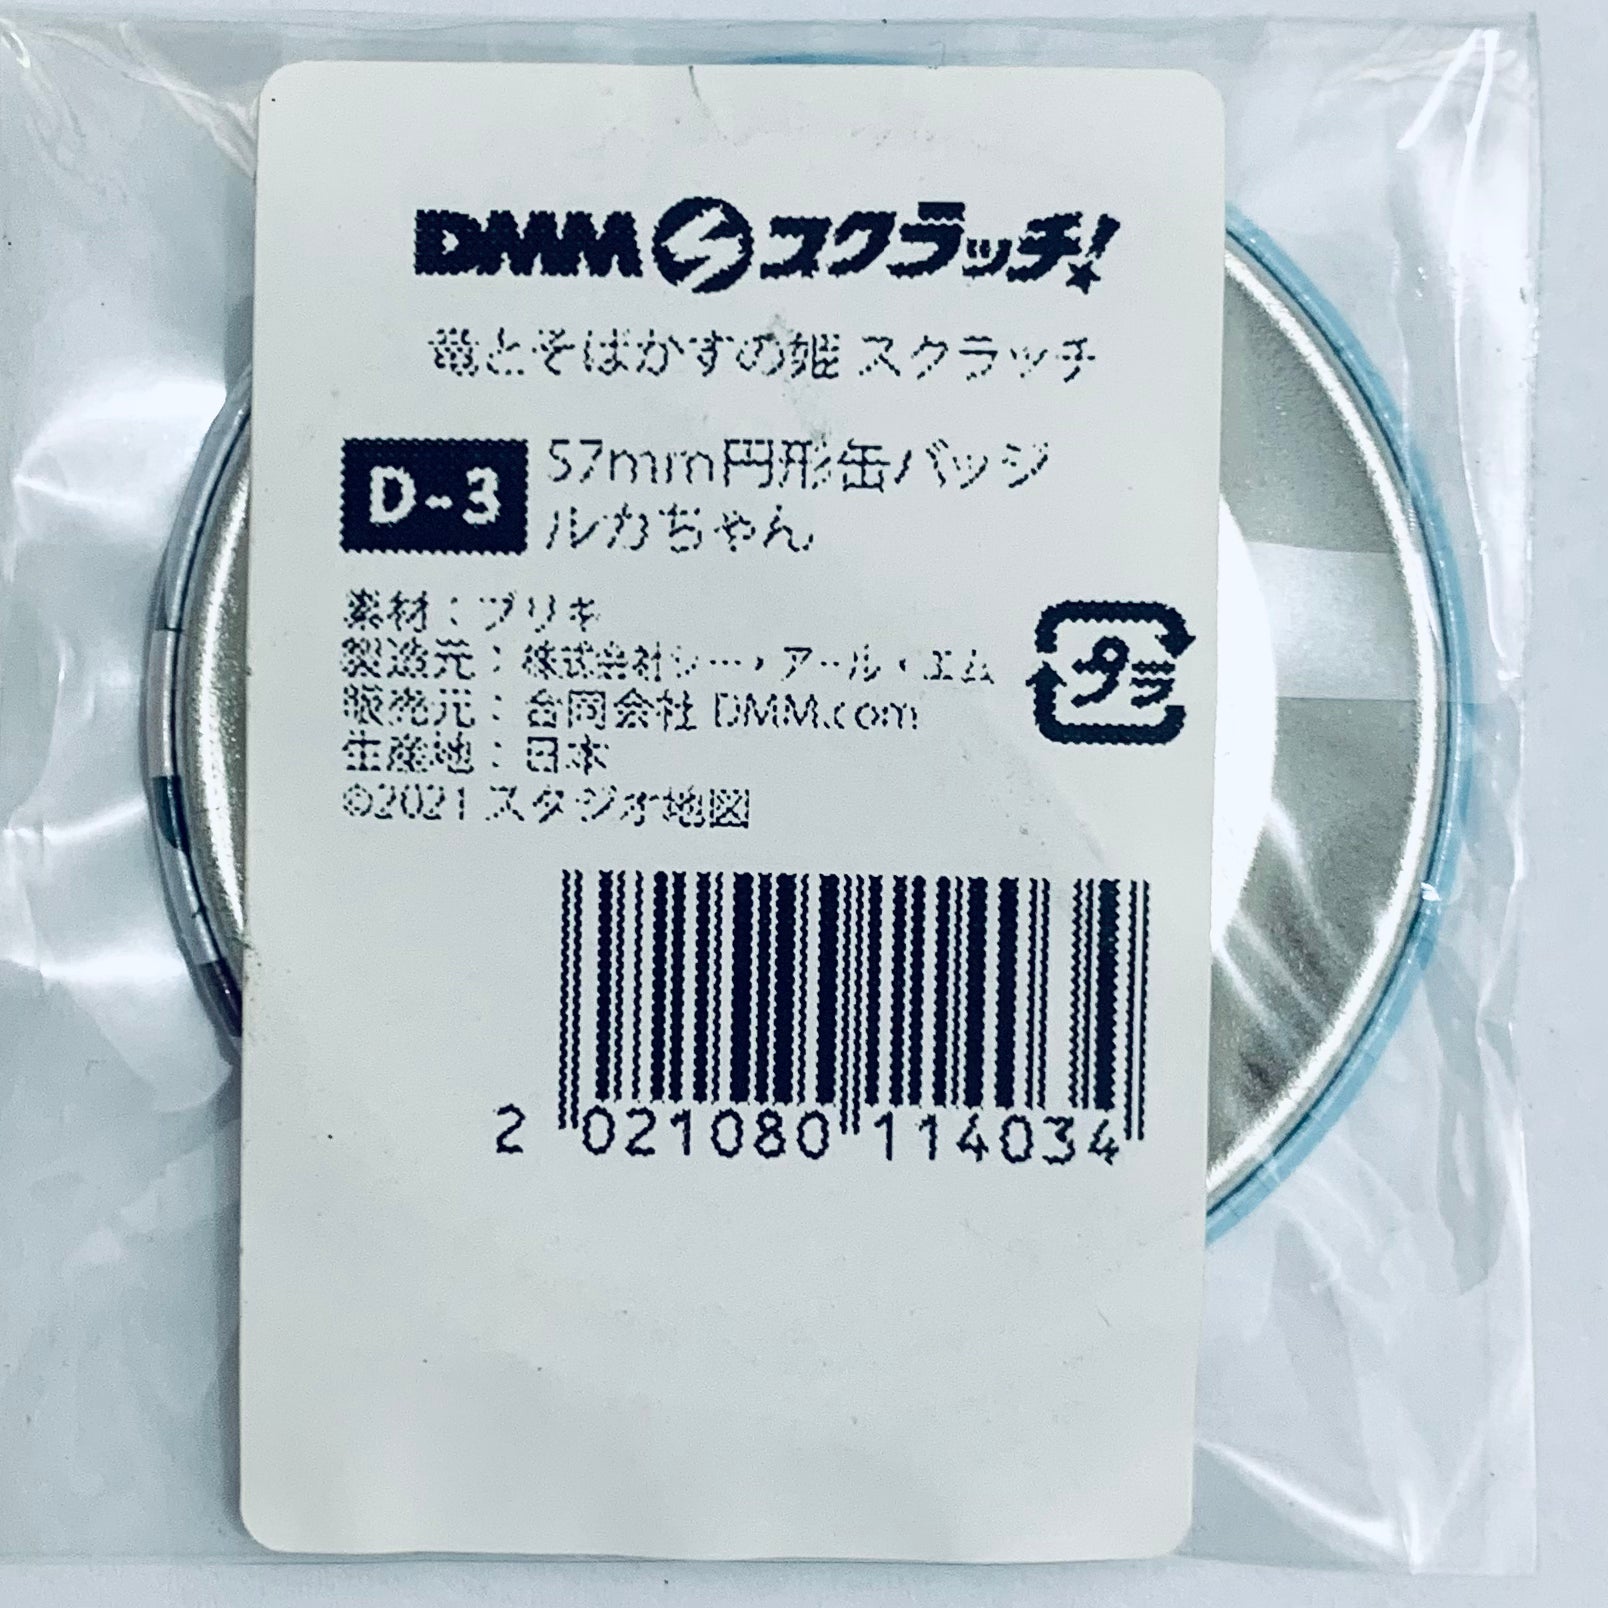 DMMスクラッチ!
竜とそばかすの姫 スクラッチ
D-3
57mm円形缶バッジ
ルカちゃん
素材：ブリキ
製造元：株式会社シー・アール・エム
販売元：合同会社 DMM.com
生産地：日本
©2021 スタジオ地図
プラ
2 021080 114034